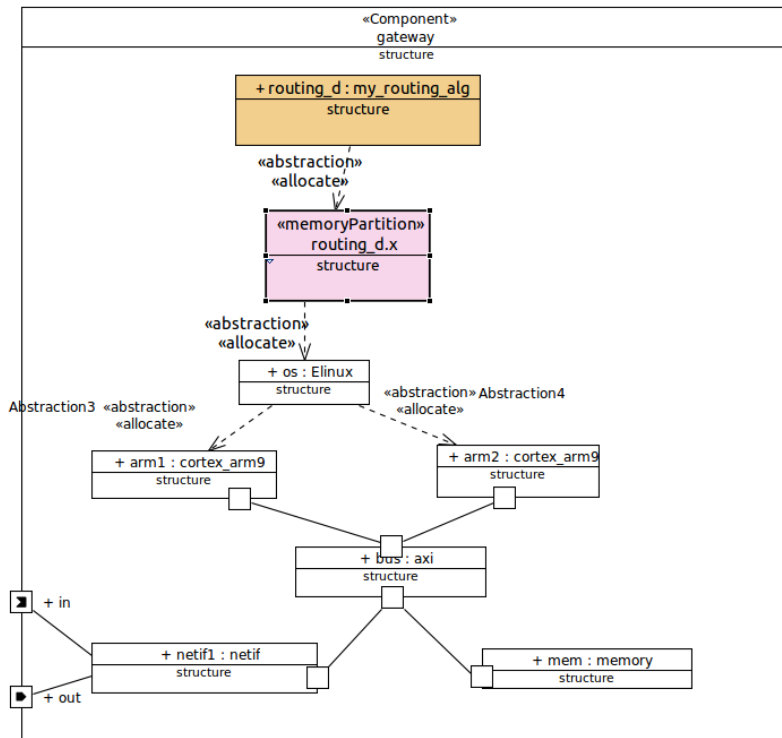 «Component»
gateway
structure
+ routing_d : my_routing_alg
structure
«abstraction»
«allocate»
«memoryPartition»
routing_d.x
structure
«abstraction»
«allocate»
+ os : Elinux
structure
Abstraction3 «abstraction»
«allocate»
«abstraction» Abstraction4
«allocate»
+ arm1 : cortex_arm9
structure
+ arm2 : cortex_arm9
structure
+ bus : axi
structure
+ in
+ netif1 : netif
structure
+ mem : memory
structure
+ out